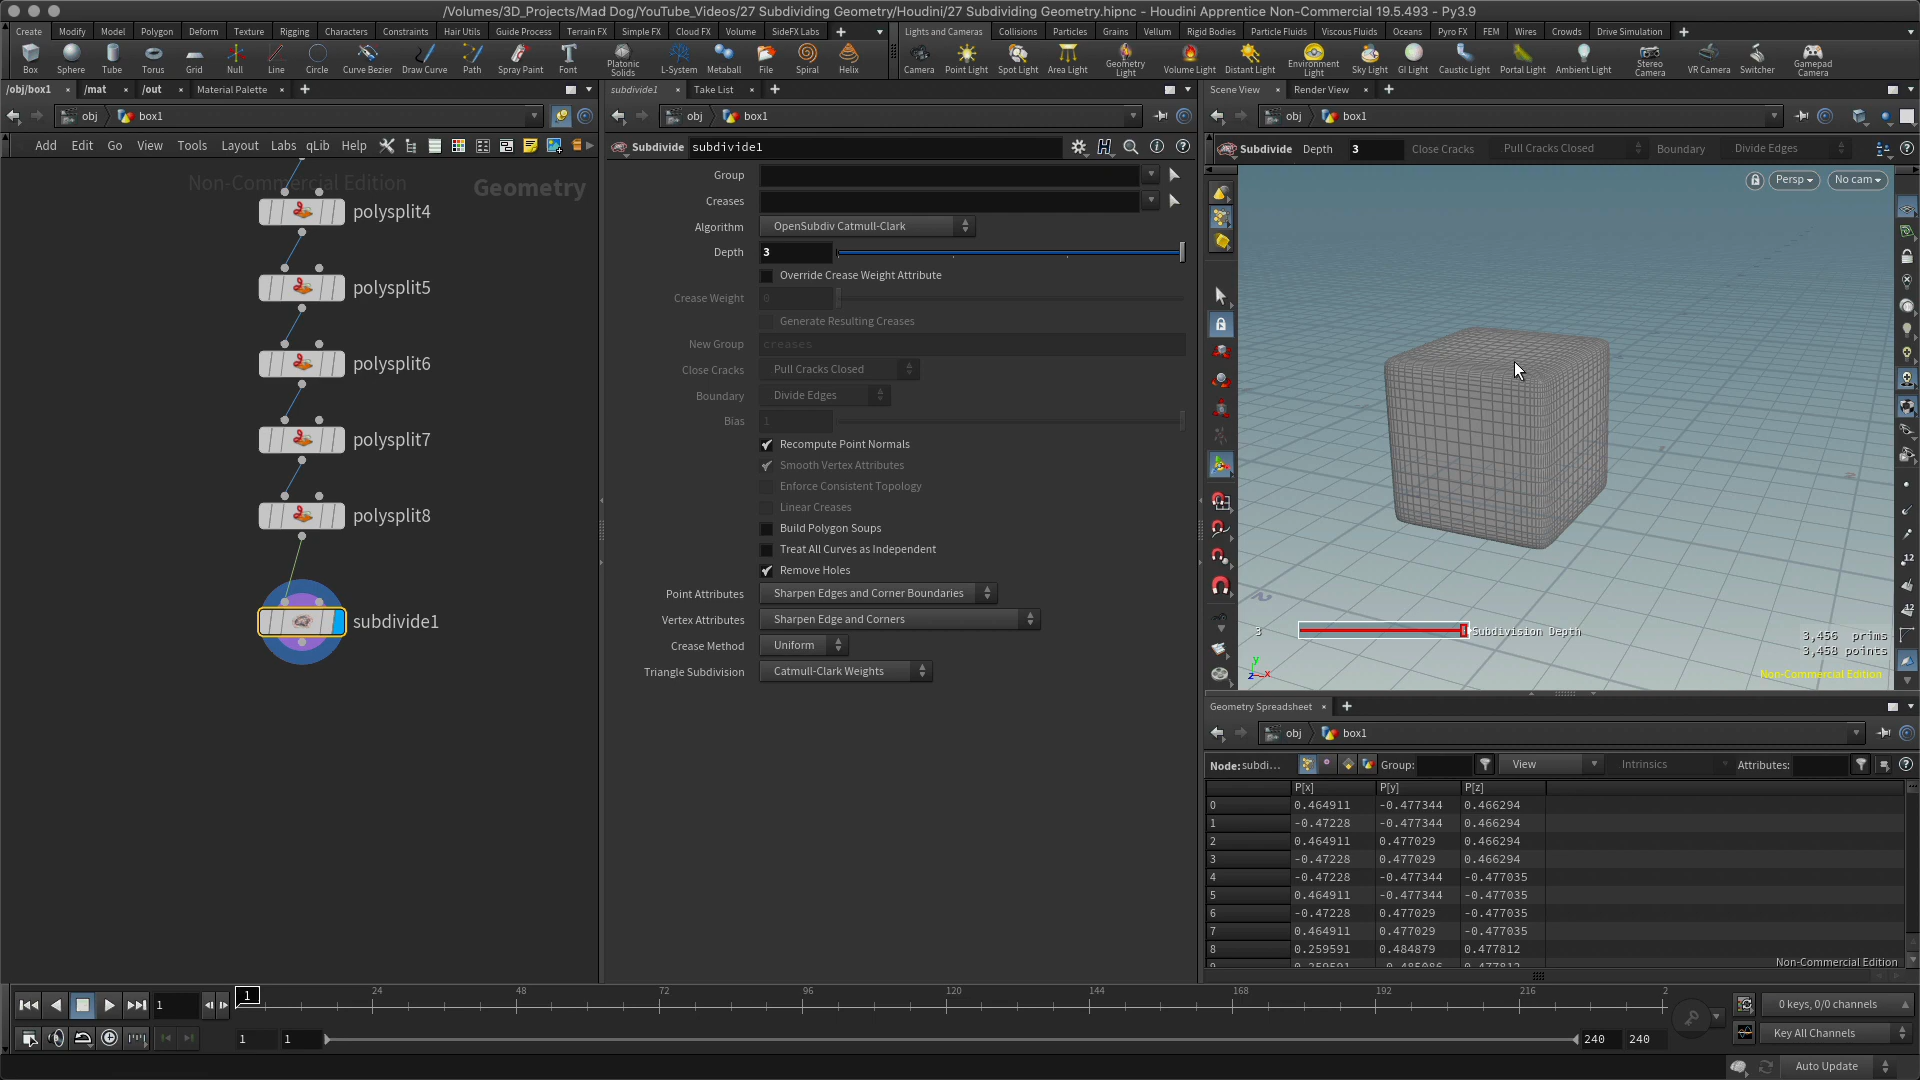 /Volumes/3D_Projects/Mad Dog/YouTube_Videos/27 Subdividing Geometry/Houdini/27 Subdividing Geometry.hipnc - Houdini Apprentice Non-Commercial 19.5.493 - Py3.9
Create Modify Model Polygon Deform Texture Rigging Characters Constraints Hair Utils Guide Process Terrain FX Simple FX Cloud FX Volume SideFX Labs
Lights and Cameras Collisions Particles Grains Vellum Rigid Bodies Particle Fluids Viscous Fluids Oceans Pyro FX FEM Wires Crowds Drive Simulation
Box Sphere Tube Torus Grid Null Line Circle Curve Bezier Draw Curve Path Spray Paint Font Platonic Solids L-System Metaball File Spiral Helix
Camera Point Light Spot Light Area Light Geometry Light Volume Light Distant Light Environment Light Sky Light GI Light Caustic Light Portal Light Ambient Light Stereo Camera VR Camera Switcher Gamepad Camera
/obj/box1 /mat /out Material Palette
obj box1
Add Edit Go View Tools Layout Labs qLib Help
Non-Commercial Edition
Geometry
polysplit4
polysplit5
polysplit6
polysplit7
polysplit8
subdivide1
subdivide1 Take List
obj box1
Subdivide subdivide1
Group
Creases
Algorithm OpenSubdiv Catmull-Clark
Depth 3
Override Crease Weight Attribute
Crease Weight 0
Generate Resulting Creases
New Group creases
Close Cracks Pull Cracks Closed
Boundary Divide Edges
Bias 1
Recompute Point Normals
Smooth Vertex Attributes
Enforce Consistent Topology
Linear Creases
Build Polygon Soups
Treat All Curves as Independent
Remove Holes
Point Attributes Sharpen Edges and Corner Boundaries
Vertex Attributes Sharpen Edge and Corners
Crease Method Uniform
Triangle Subdivision Catmull-Clark Weights
Scene View Render View
obj box1
Subdivide Depth 3 Close Cracks Pull Cracks Closed Boundary Divide Edges
Persp No cam
3 Subdivision Depth
3,456 prims
3,458 points
Non-Commercial Edition
y
z x
12
12
Geometry Spreadsheet
obj box1
Node: subdi... Group: View Intrinsics Attributes:
P[x] P[y] P[z]
0 0.464911 -0.477344 0.466294
1 -0.47228 -0.477344 0.466294
2 0.464911 0.477029 0.466294
3 -0.47228 0.477029 0.466294
4 -0.47228 -0.477344 -0.477035
5 0.464911 -0.477344 -0.477035
6 -0.47228 0.477029 -0.477035
7 0.464911 0.477029 -0.477035
8 0.259591 0.484879 0.477812
Non-Commercial Edition
1 1 24 48 72 96 120 144 168 192 216 2
0 keys, 0/0 channels
1 1 240 240
Key All Channels
Auto Update